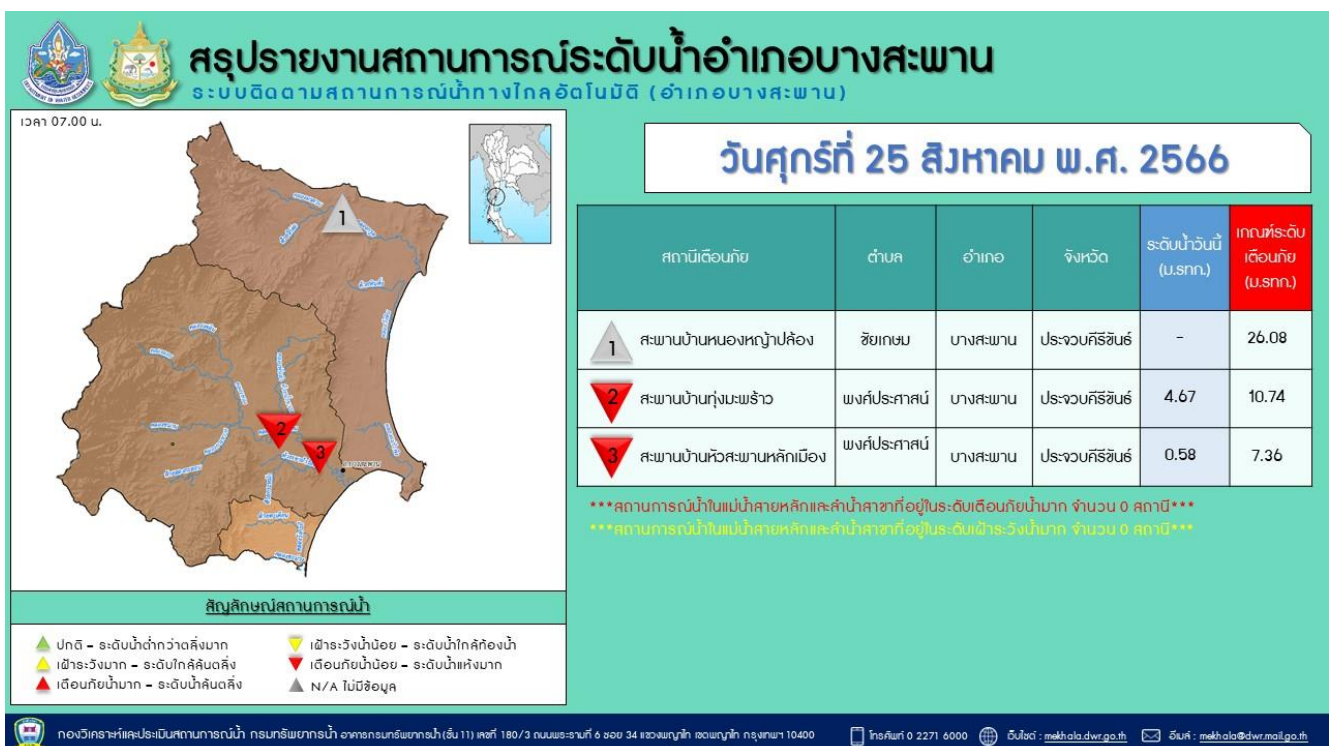 สรุปรายงานสถานการณ์ระดับน้ำอำเภอบางสะพาน
ระบบติดตามสถานการณ์น้ำทางไกลอัตโนมัติ (อำเภอบางสะพาน)
เวลา 07.00 น.
วันศุกร์ที่ 25 สิงหาคม พ.ศ. 2566
สถานีเตือนภัย ตำบล อำเภอ จังหวัด ระดับน้ำวันนี้ (ม.รทก.) เกณฑ์ระดับเตือนภัย (ม.รทก.)
1 สะพานบ้านหนองหญ้าปล้อง ชัยเกษม บางสะพาน ประจวบคีรีขันธ์ - 26.08
2 สะพานบ้านทุ่งมะพร้าว พงศ์ประศาสน์ บางสะพาน ประจวบคีรีขันธ์ 4.67 10.74
3 สะพานบ้านหัวสะพานหลักเมือง พงศ์ประศาสน์ บางสะพาน ประจวบคีรีขันธ์ 0.58 7.36
***สถานการณ์น้ำในแม่น้ำสายหลักและลำน้ำสาขาที่อยู่ในระดับเตือนภัยน้ำมาก จำนวน 0 สถานี***
***สถานการณ์น้ำในแม่น้ำสายหลักและลำน้ำสาขาที่อยู่ในระดับเฝ้าระวังน้ำมาก จำนวน 0 สถานี***
1
2
3
สัญลักษณ์สถานการณ์น้ำ
ปกติ - ระดับน้ำต่ำกว่าตลิ่งมาก
เฝ้าระวังมาก - ระดับใกล้ล้นตลิ่ง
เตือนภัยน้ำมาก - ระดับน้ำล้นตลิ่ง
เฝ้าระวังน้ำน้อย - ระดับน้ำใกล้ท้องน้ำ
เตือนภัยน้ำน้อย - ระดับน้ำแห้งมาก
N/A ไม่มีข้อมูล
กองวิเคราะห์และประเมินสถานการณ์น้ำ กรมทรัพยากรน้ำ อาคารกรมทรัพยากรน้ำ (ชั้น 11) เลขที่ 180/3 ถนนพระรามที่ 6 ซอย 34 แขวงพญาไท เขตพญาไท กรุงเทพฯ 10400 โทรศัพท์ 0 2271 6000 เว็บไซต์ : mekhala.dwr.go.th อีเมล์ : mekhala@dwr.mail.go.th